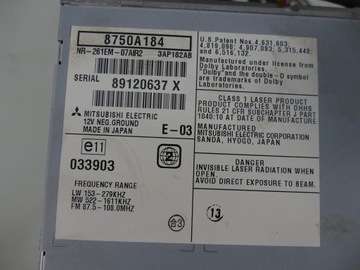 8750A184
NR-261EM-07AIR2 3AP182AB
SERIAL 89120637 X
MITSUBISHI ELECTRIC
12V NEG.GROUND
MADE IN JAPAN E-03
e11
033903
2
FREQUENCY RANGE
LW 153-279KHZ
MW 522-1611KHZ
FM 87.5-108.0MHZ
合3
U.S.Patent Nos. 4,631,603;
4,819,098; 4,907,093; 5,315,448;
and 6,516,132.
Manufactured under license from
Dolby Laboratories.
"Dolby" and the double-D symbol
are trademarks of Dolby
Laboratories.
CLASS 1 LASER PRODUCT
THIS PRODUCT COMPLIES WITH DHHS
RULES 21 CFR SUBCHAPTER J PART
1040:10 AT DATE OF MANUFACTURE.
MANUFACTURED
MITSUBISHI ELECTRIC CORPORATION
SANDA, HYOGO, JAPAN
DANGER
INVISIBLE LASER RADIATION WHEN
OPEN.
AVOID DIRECT EXPOSURE TO BEAM.
13